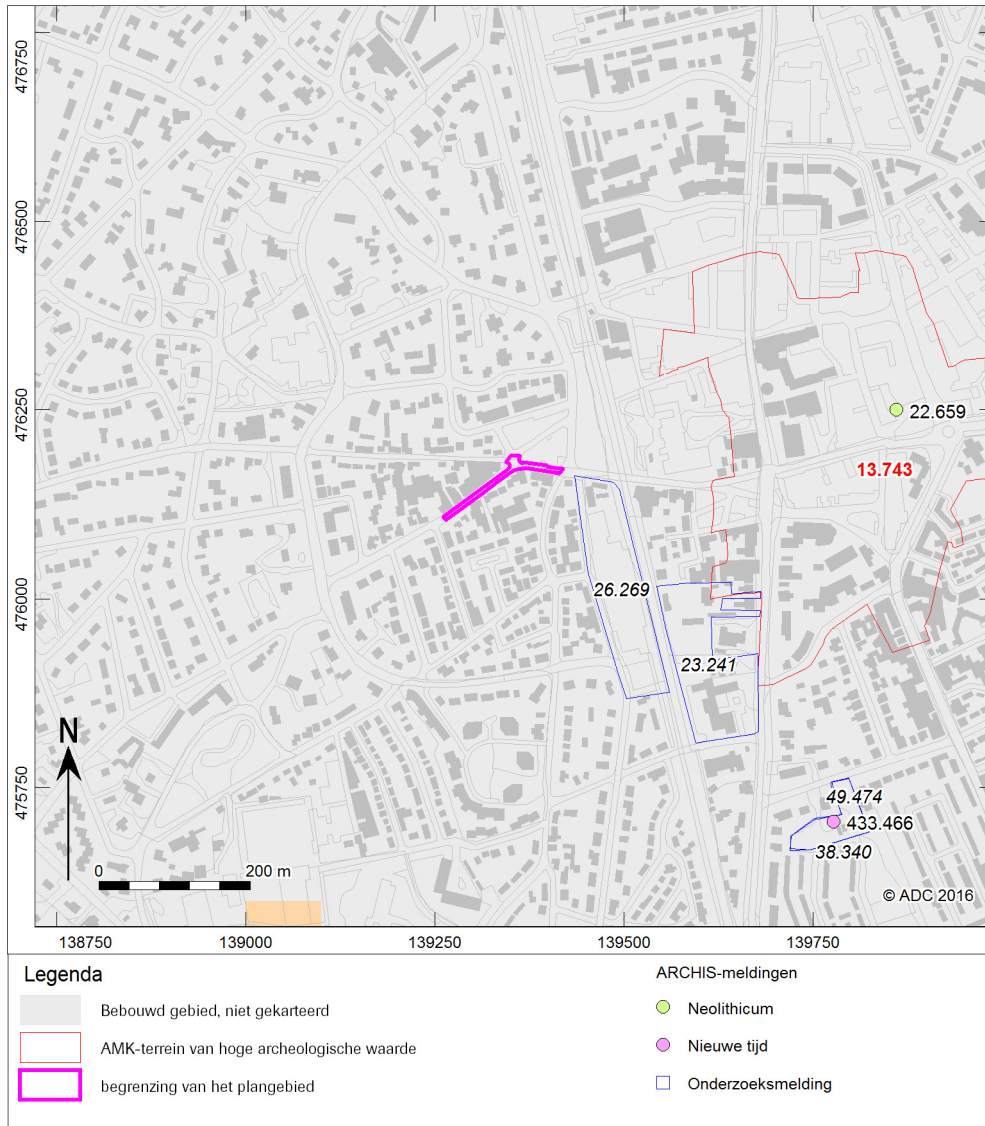 476750
476500
476250
476000
475750
22.659
13.743
26.269
23.241
49.474
433.466
38.340
N
0 200 m
© ADC 2016
138750 139000 139250 139500 139750
Legenda
Bebouwd gebied, niet gekarteerd
AMK-terrein van hoge archeologische waarde
begrenzing van het plangebied
ARCHIS-meldingen
Neolithicum
Nieuwe tijd
Onderzoeksmelding